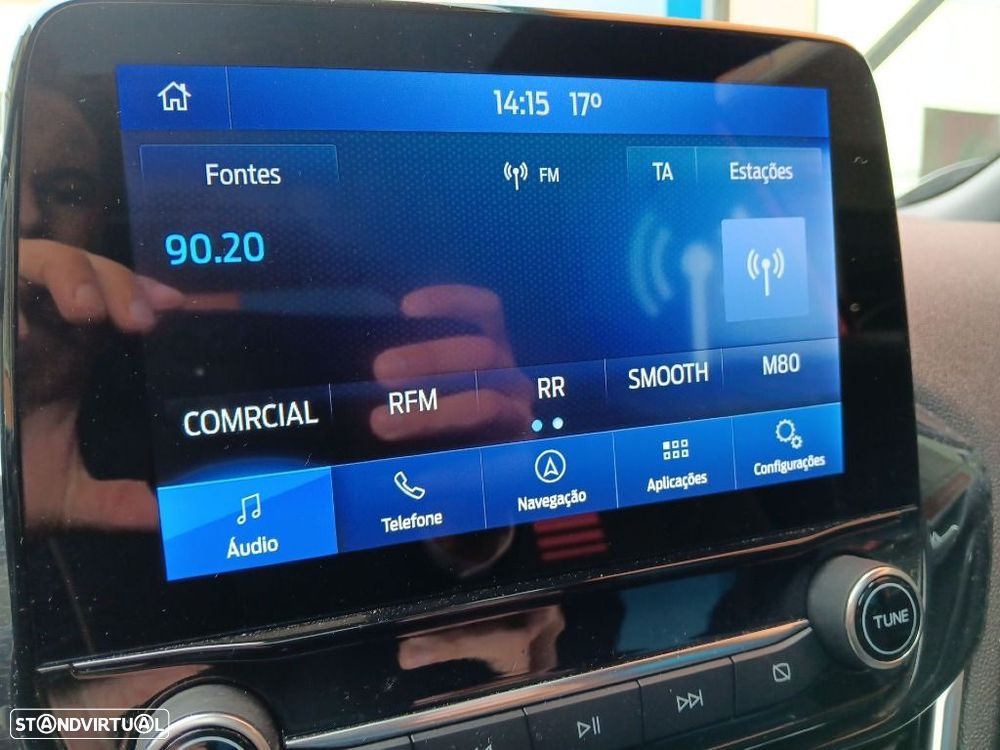 14:15 17º
Fontes FM TA Estações
90.20
COMRCIAL RFM RR SMOOTH M80
Áudio Telefone Navegação Aplicações Configurações
TUNE
STANDVIRTUAL